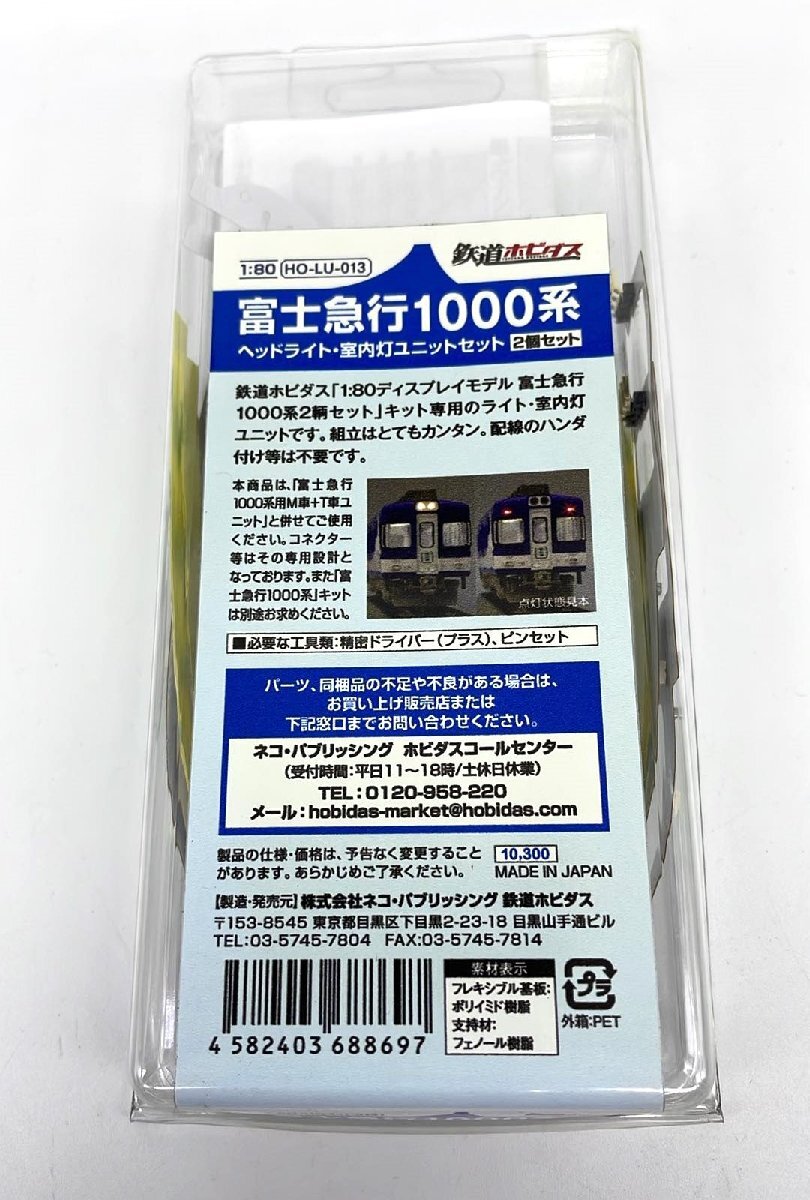 1:80 HO-LU-013
鉄道ホビダス
富士急行1000系
ヘッドライト・室内灯ユニットセット 2個セット
鉄道ホビダス「1:80ディスプレイモデル 富士急行
1000系2輌セット」キット専用のライト・室内灯
ユニットです。組立はとてもカンタン。配線のハンダ
付け等は不要です。
本商品は、「富士急行
1000系用M車+T車ユ
ニット」と併せてご使用
ください。コネクター
等はその専用設計と
なっております。また「富
士急行1000系」キット
は別途お求めください。
点灯状態見本
■必要な工具類:精密ドライバー(プラス)、ピンセット
パーツ、同梱品の不足や不良がある場合は、
お買い上げ販売店または
下記窓口までお問い合わせください。
ネコ・パブリッシング ホビダスコールセンター
(受付時間:平日11〜18時/土休日休業)
TEL:0120-958-220
メール:hobidas-market@hobidas.com
製品の仕様・価格は、予告なく変更すること
があります。あらかじめご了承ください。
10,300
MADE IN JAPAN
【製造・発売元】株式会社ネコ・パブリッシング 鉄道ホビダス
〒153-8545 東京都目黒区下目黒2-23-18 目黒山手通ビル
TEL:03-5745-7804 FAX:03-5745-7814
4 582403 688697
素材表示
フレキシブル基板:
ポリイミド樹脂
支持材:
フェノール樹脂
プラ
外箱:PET